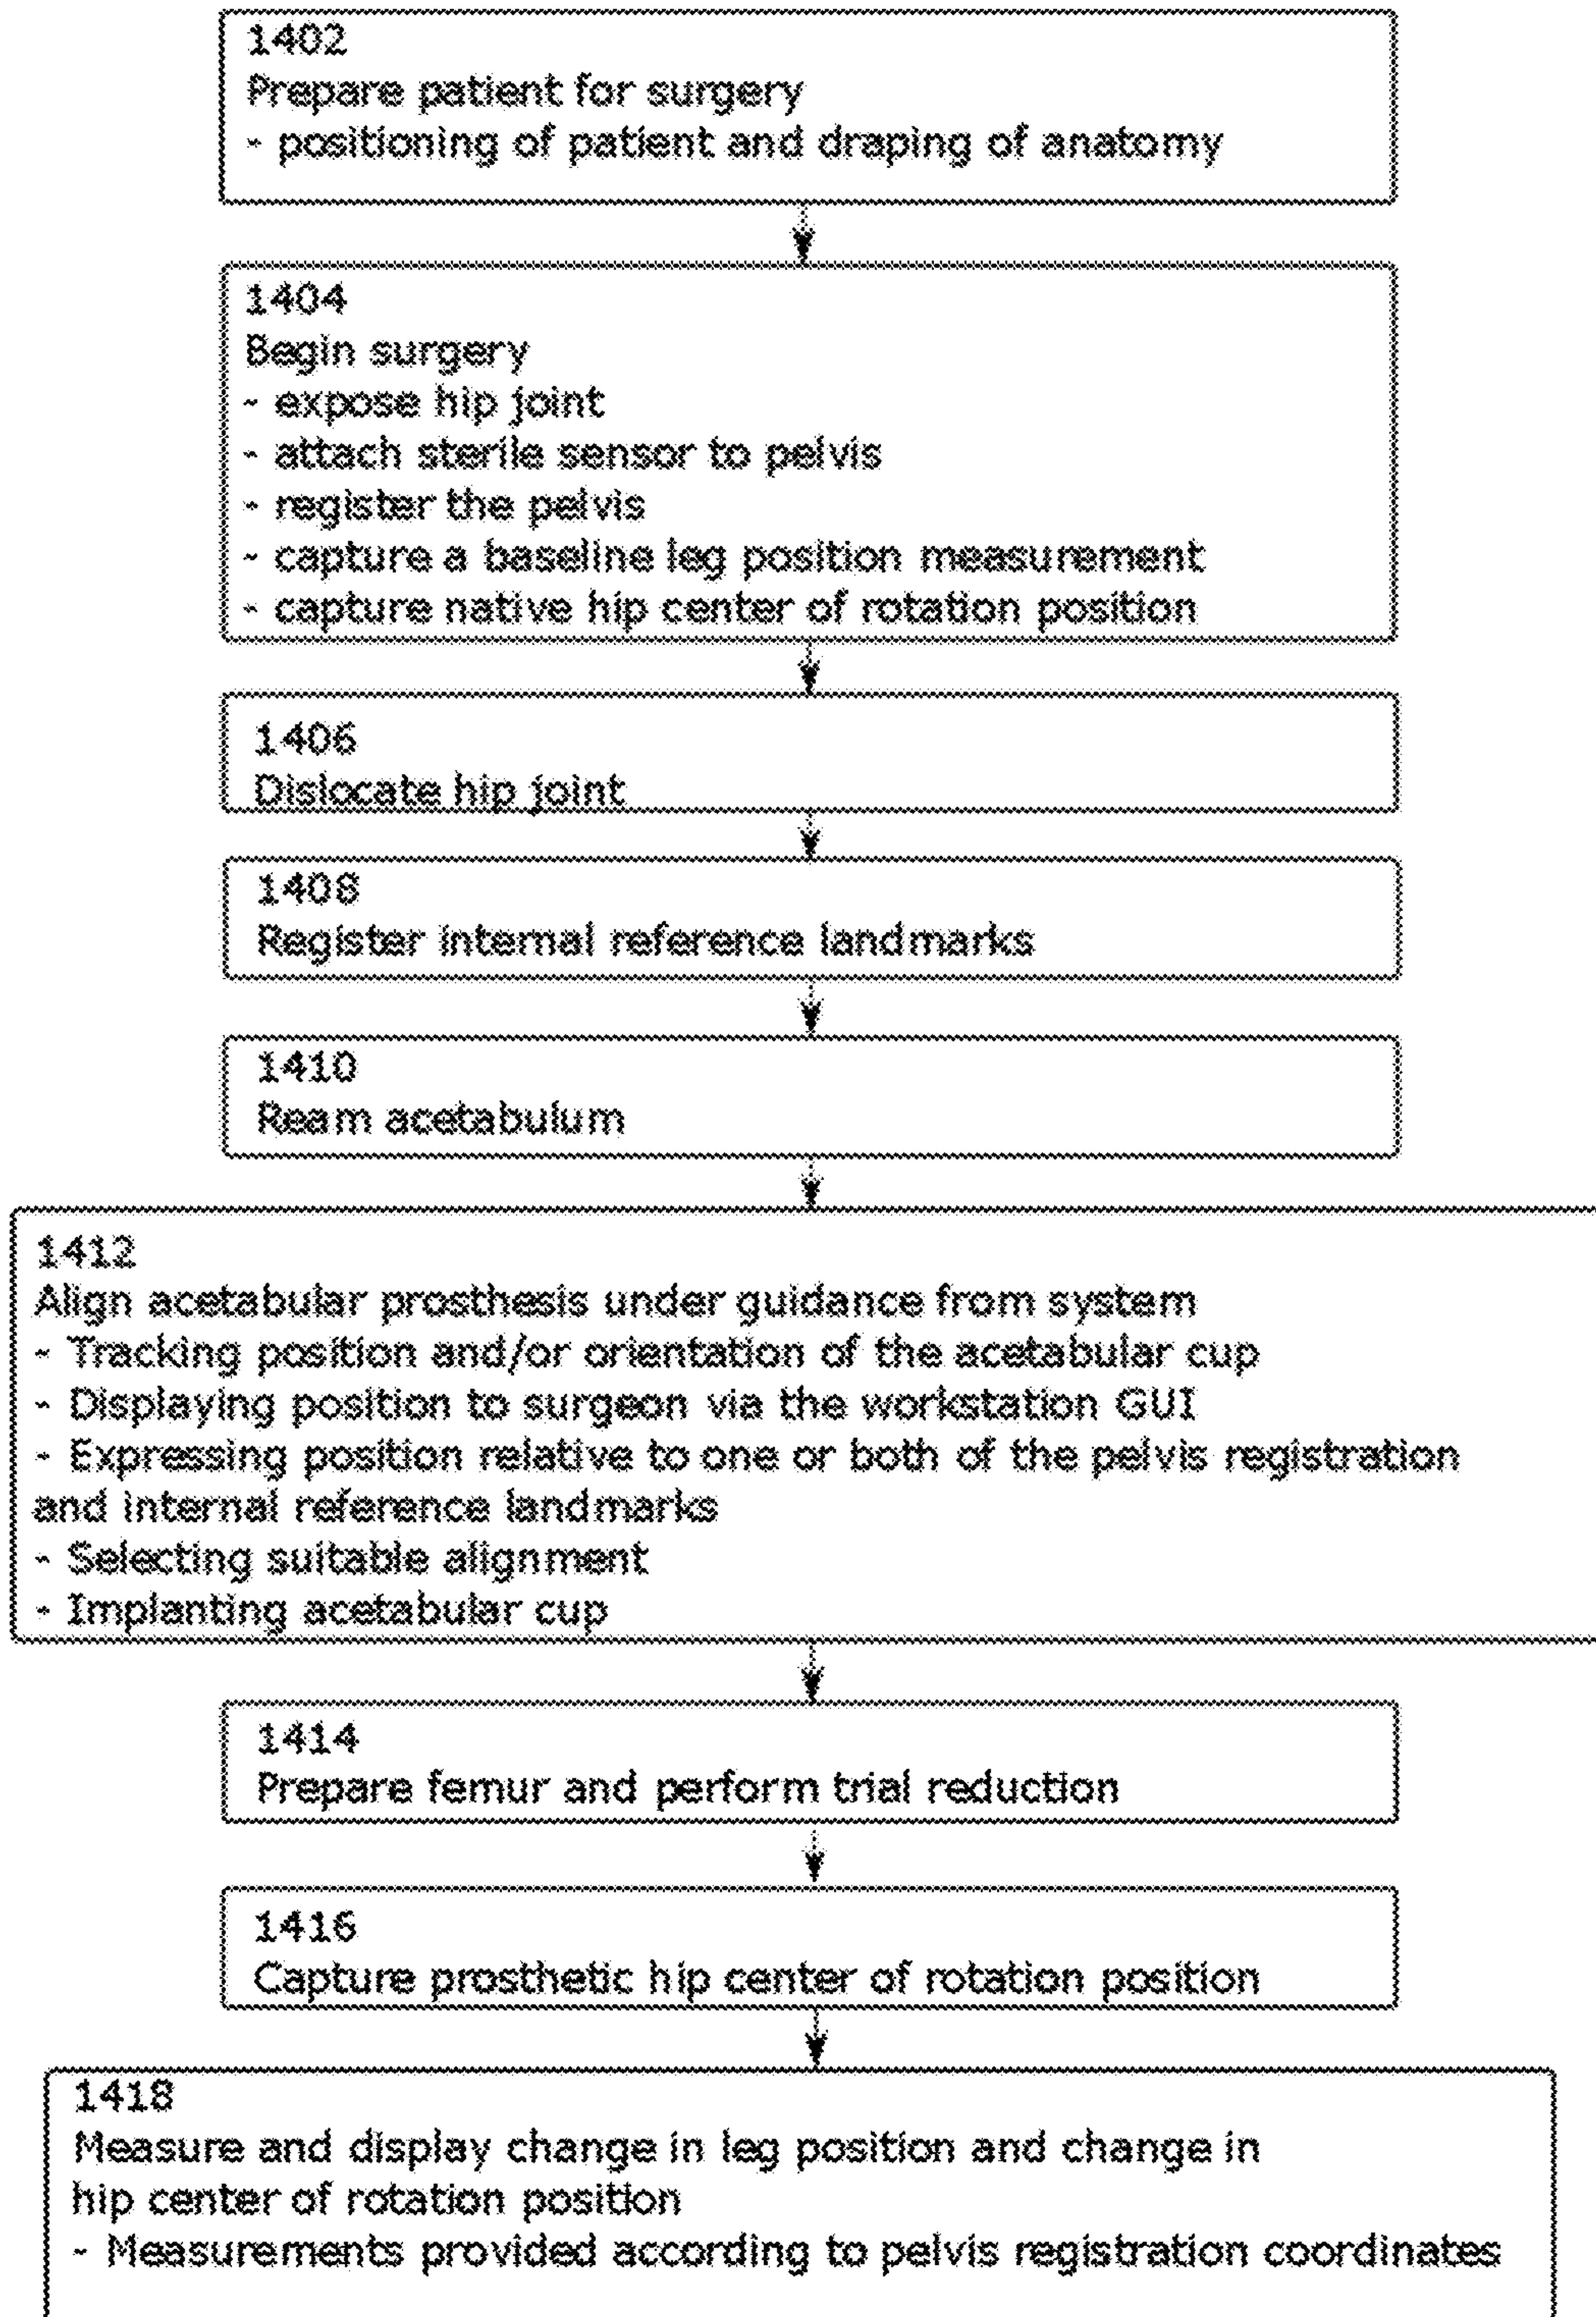 1402
Prepare patient for surgery
- positioning of patient and draping of anatomy
1404
Begin surgery
- expose hip joint
- attach sterile sensor to pelvis
- register the pelvis
- capture a baseline leg position measurement
- capture native hip center of rotation position
1406
Dislocate hip joint
1408
Register internal reference landmarks
1410
Ream acetabulum
1412
Align acetabular prosthesis under guidance from system
- Tracking position and/or orientation of the acetabular cup
- Displaying position to surgeon via the workstation GUI
- Expressing position relative to one or both of the pelvis registration
and internal reference landmarks
- Selecting suitable alignment
- Implanting acetabular cup
1414
Prepare femur and perform trial reduction
1416
Capture prosthetic hip center of rotation position
1418
Measure and display change in leg position and change in
hip center of rotation position
- Measurements provided according to pelvis registration coordinates